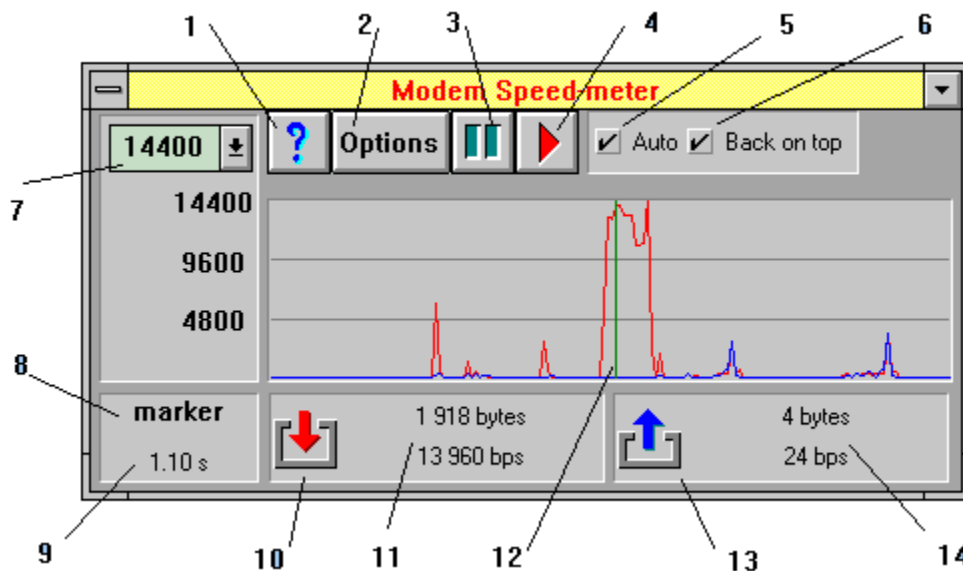 1 2 3 4 5 6
Modem Speed-meter
14400 ? Options Auto Back on top
7
14400
9600
4800
8
marker 1 918 bytes 4 bytes
1.10 s 13 960 bps 24 bps
9 10 11 12 13 14